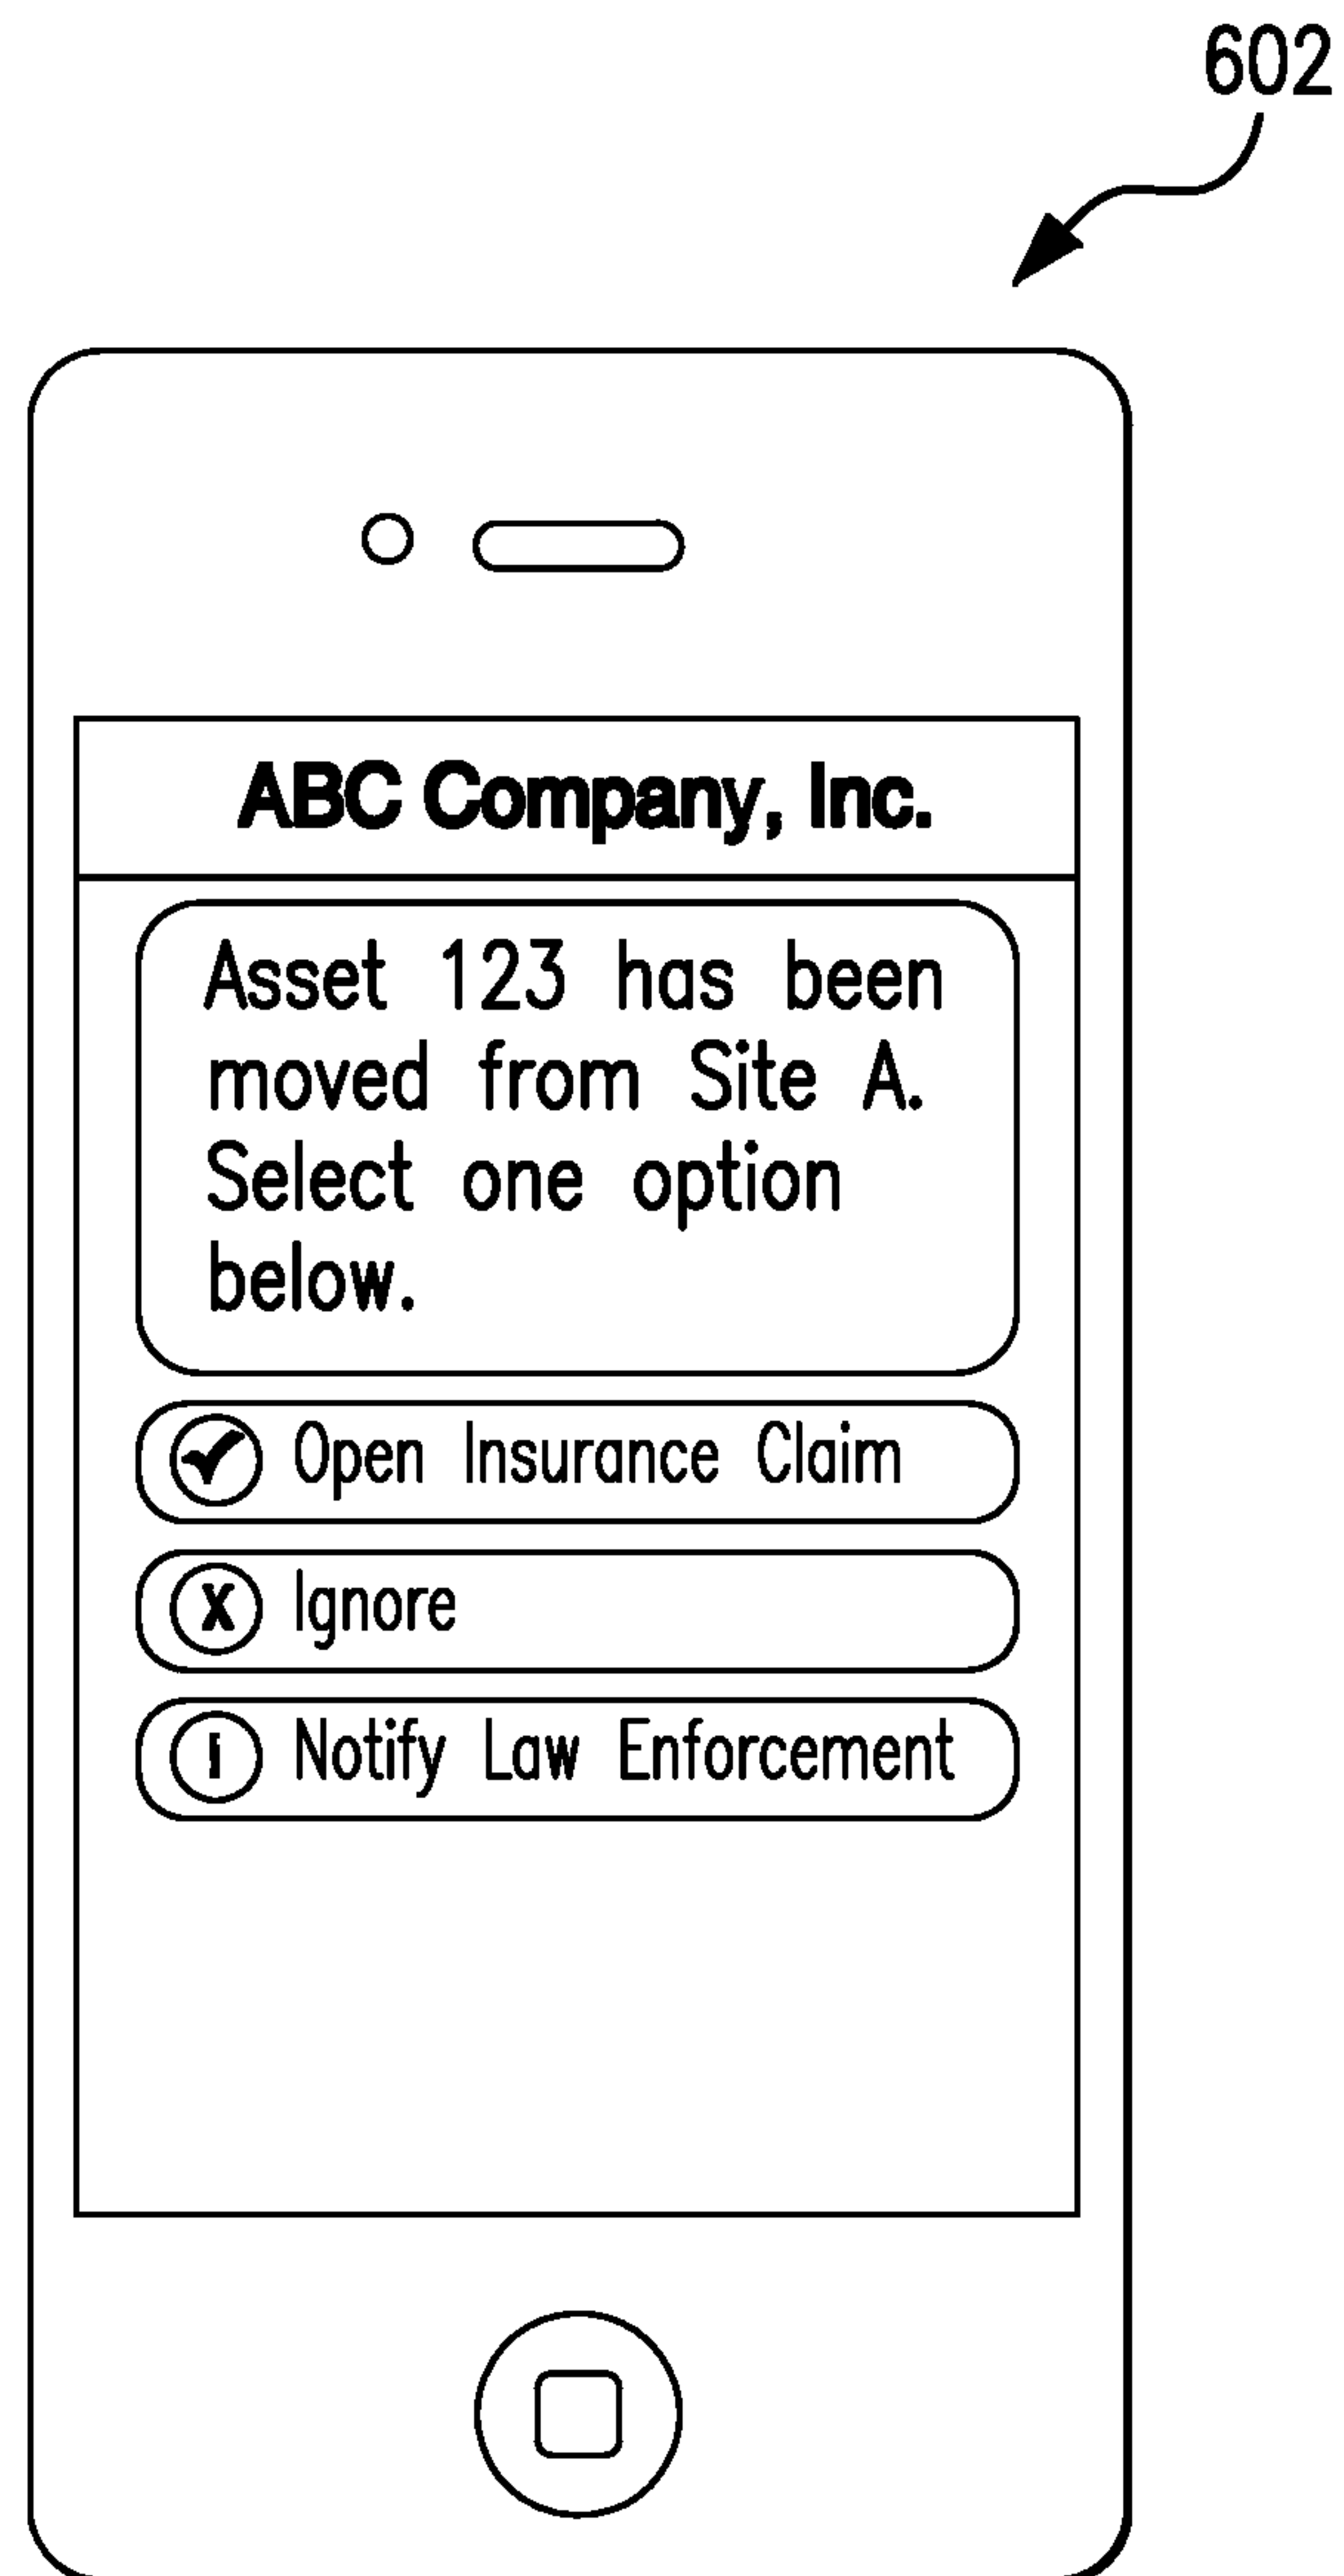 602
ABC Company, Inc.
Asset 123 has been
moved from Site A.
Select one option
below.
Open Insurance Claim
X Ignore
i Notify Law Enforcement